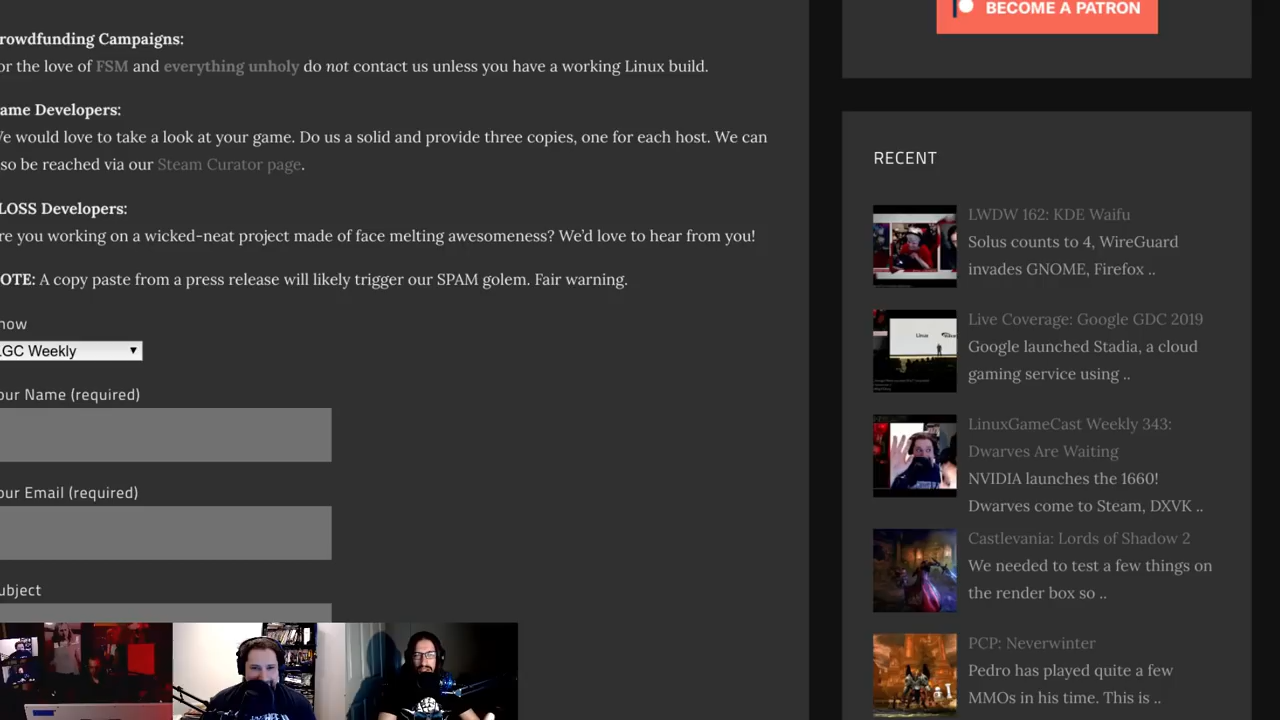 BECOME A PATRON
rowdfunding Campaigns:
or the love of FSM and everything unholy do not contact us unless you have a working Linux build.
ame Developers:
We would love to take a look at your game. Do us a solid and provide three copies, one for each host. We can
so be reached via our Steam Curator page.
LOSS Developers:
re you working on a wicked-neat project made of face melting awesomeness? We'd love to hear from you!
OTE: A copy paste from a press release will likely trigger our SPAM golem. Fair warning.
how
LGC Weekly
our Name (required)
our Email (required)
ubject
RECENT
LWDW 162: KDE Waifu
Solus counts to 4, WireGuard
invades GNOME, Firefox ..
Live Coverage: Google GDC 2019
Google launched Stadia, a cloud
gaming service using ..
LinuxGameCast Weekly 343:
Dwarves Are Waiting
NVIDIA launches the 1660!
Dwarves come to Steam, DXVK ..
Castlevania: Lords of Shadow 2
We needed to test a few things on
the render box so ..
PCP: Neverwinter
Pedro has played quite a few
MMOs in his time. This is ..